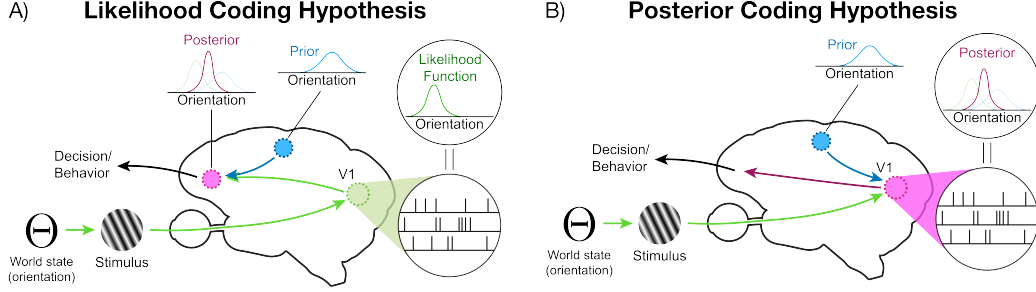 A)
Likelihood Coding Hypothesis
Posterior
Orientation
Prior
Orientation
Likelihood
Function
Orientation
Decision/
Behavior
V1
Θ
World state
(orientation)
Stimulus
B)
Posterior Coding Hypothesis
Prior
Orientation
Posterior
Orientation
Decision/
Behavior
V1
Θ
World state
(orientation)
Stimulus